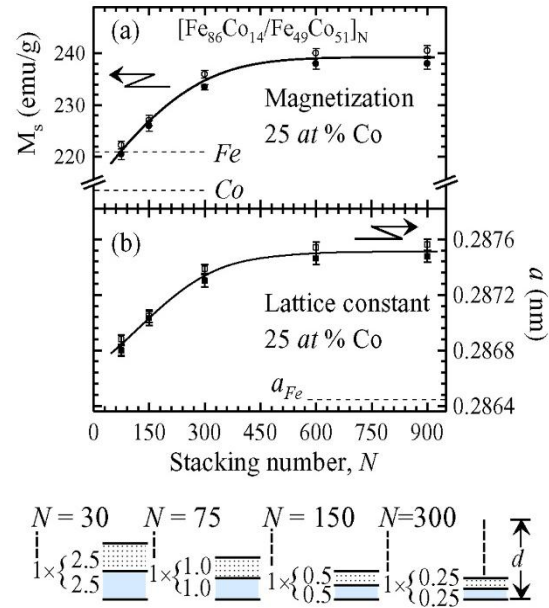 (a) [Fe₈₆Co₁₄/Fe₄₉Co₅₁]N
240
230
220
Mₛ (emu/g)
Magnetization
25 at % Co
Fe
Co
(b)
0.2876
0.2872
0.2868
0.2864
a (nm)
Lattice constant
25 at % Co
a_Fe
0 150 300 450 600 750 900
Stacking number, N
N = 30 N = 75 N = 150 N=300
1×{2.5 1×{1.0 1×{0.5 1×{0.25 d
2.5 1.0 0.5 0.25